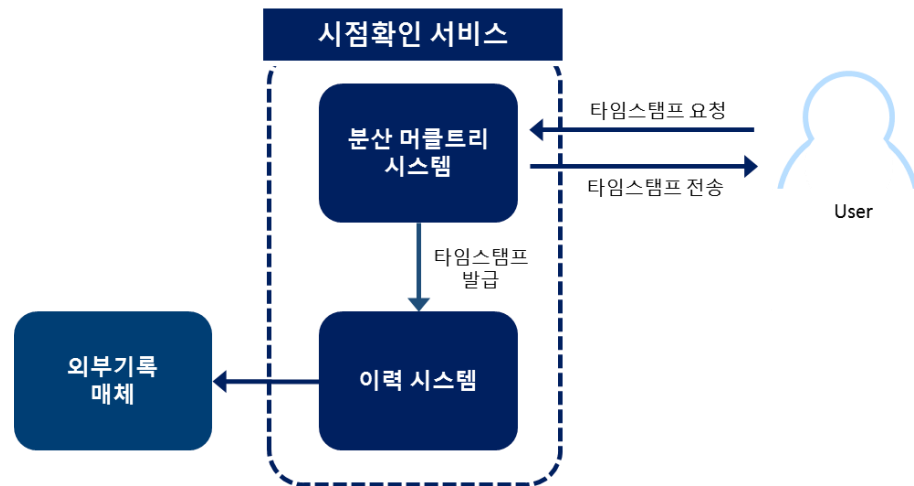 시점확인 서비스
분산 머클트리
시스템
타임스탬프 요청
타임스탬프 전송
User
타임스탬프
발급
외부기록
매체
이력 시스템